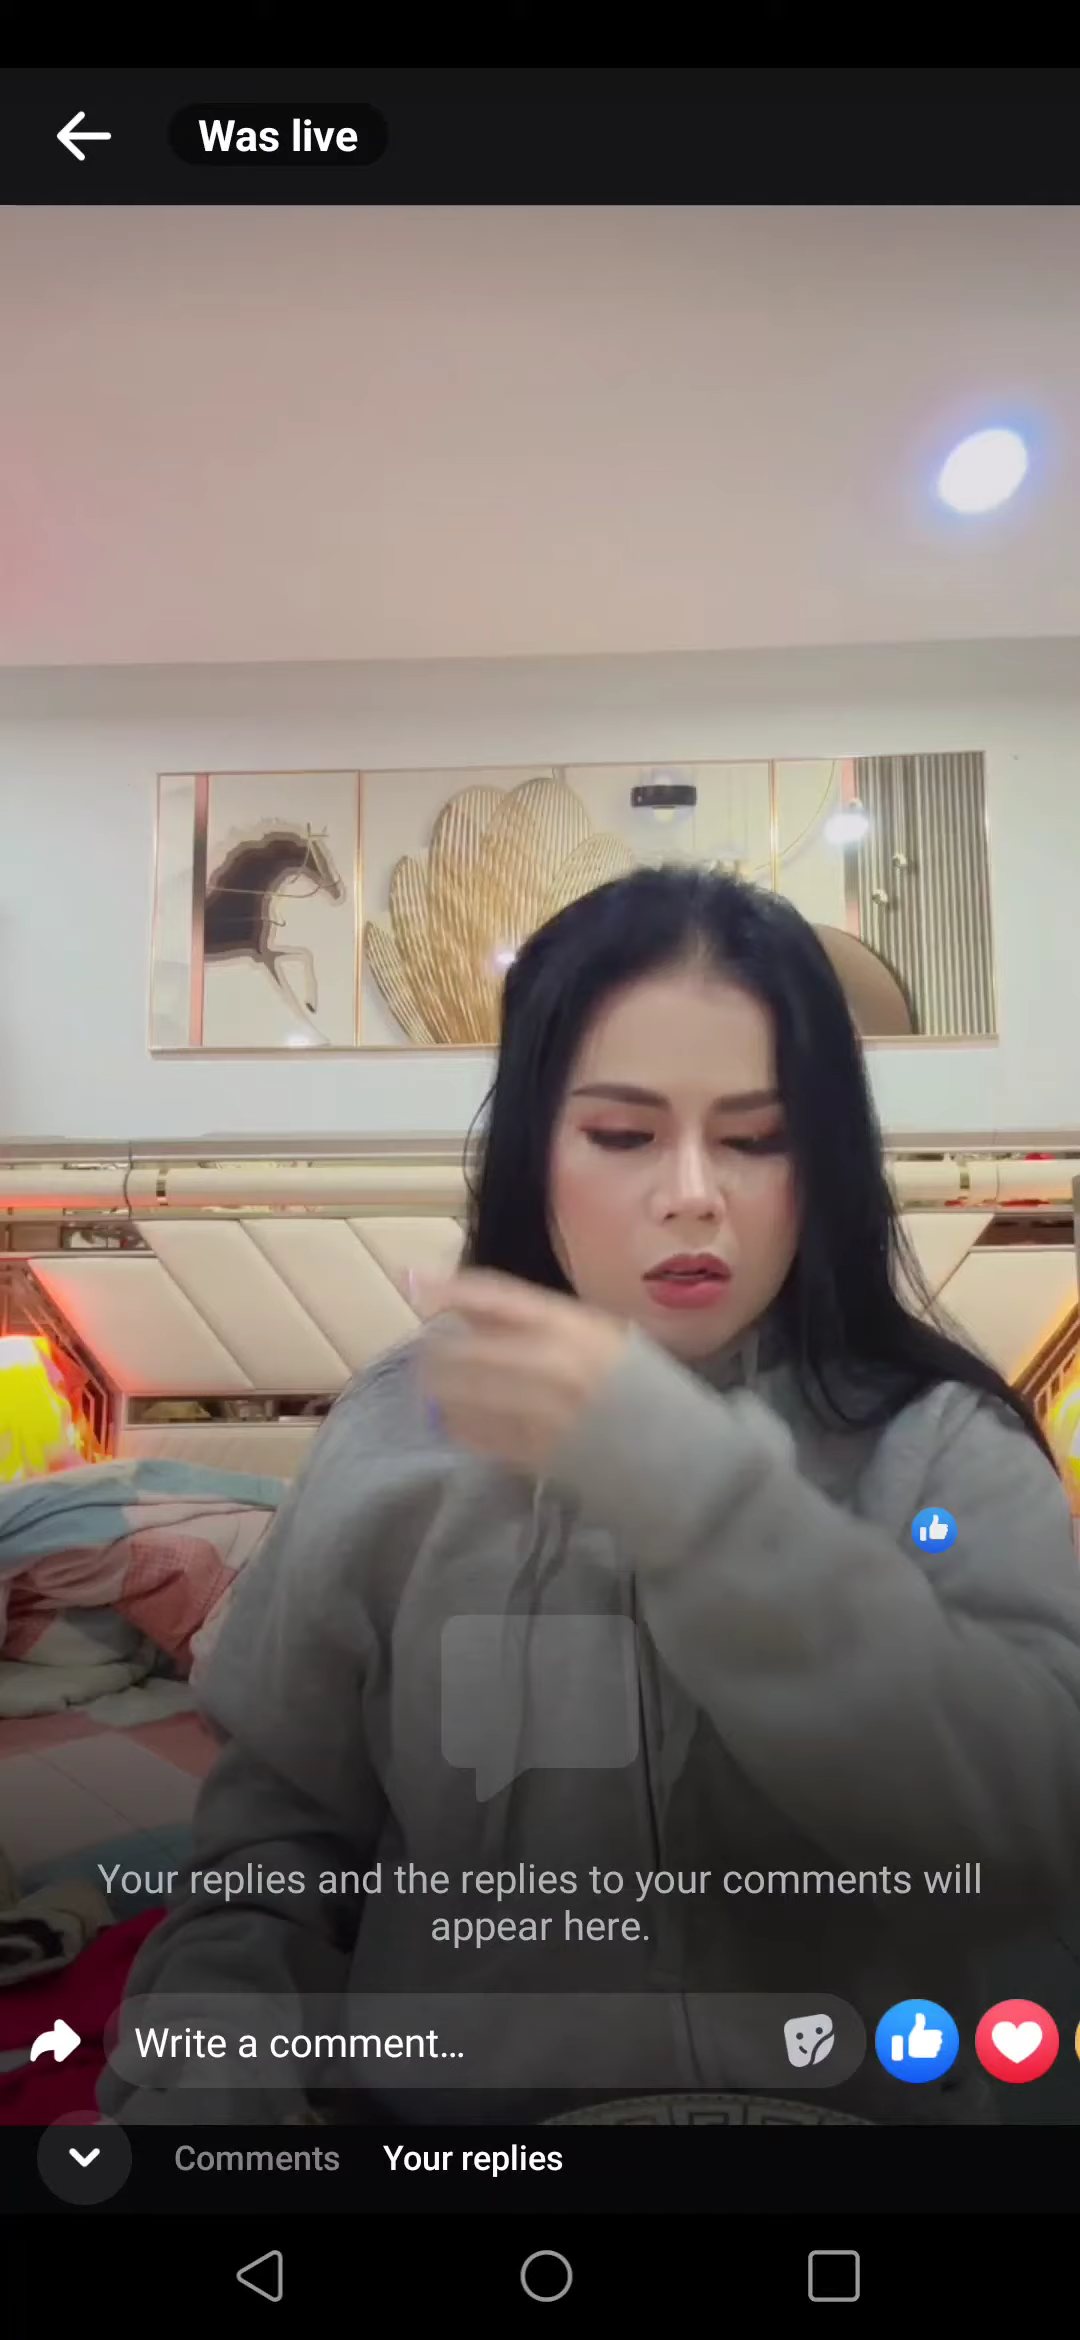 Was live
Your replies and the replies to your comments will
appear here.
Write a comment...
Comments Your replies